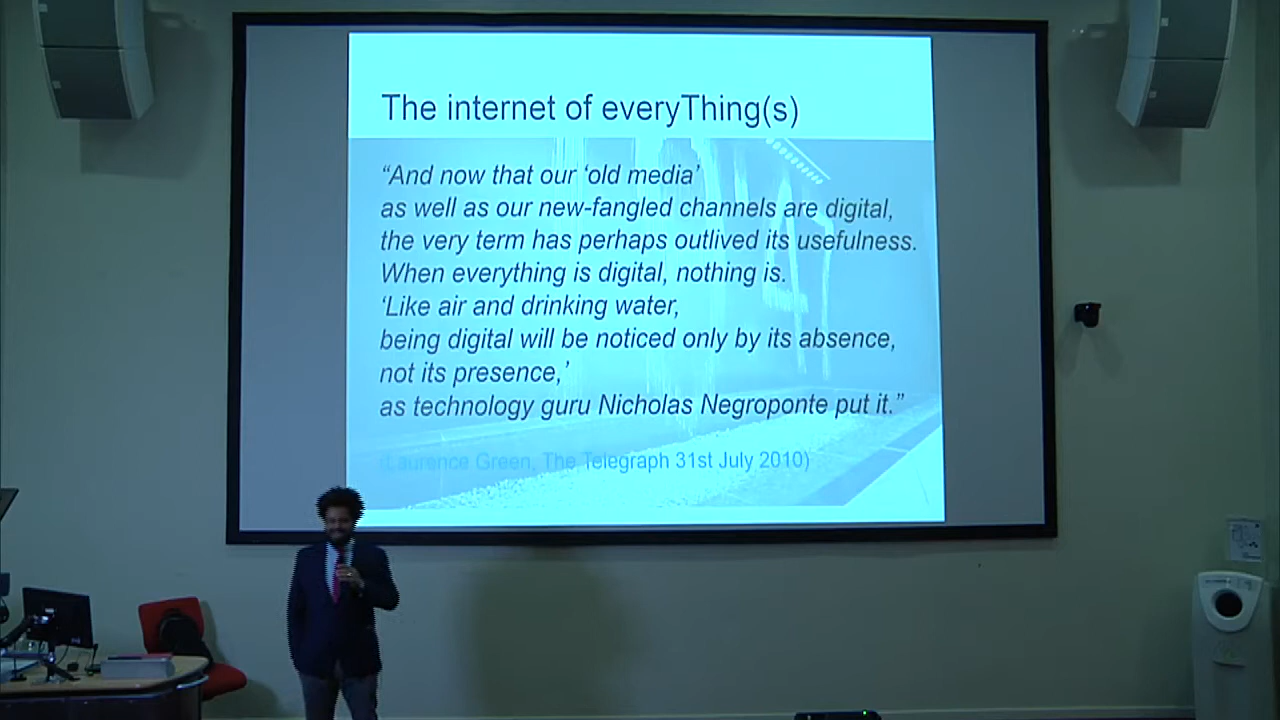 The internet of everyThing(s)
“And now that our ‘old media’
as well as our new-fangled channels are digital,
the very term has perhaps outlived its usefulness.
When everything is digital, nothing is.
‘Like air and drinking water,
being digital will be noticed only by its absence,
not its presence,’
as technology guru Nicholas Negroponte put it.”
(Laurence Green, The Telegraph 31st July 2010)